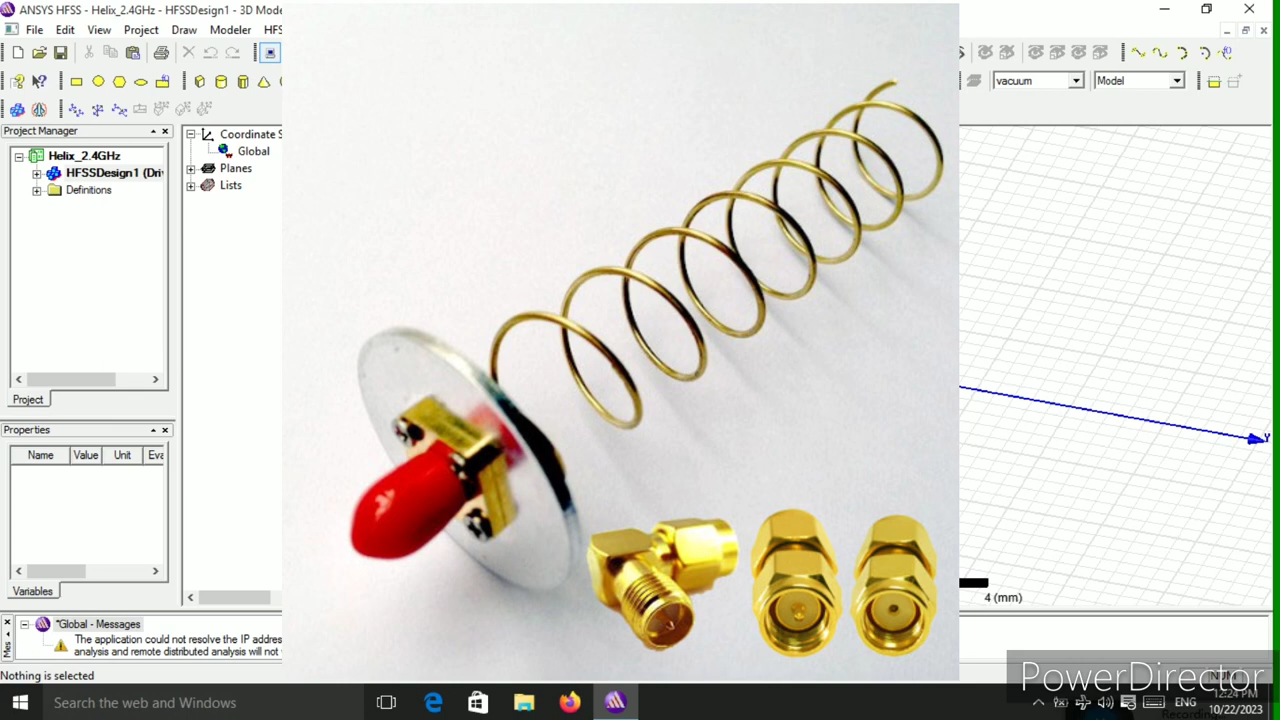 ANSYS HFSS - Helix_2.4GHz - HFSSDesign1 - 3D Mode
File Edit View Project Draw Modeler HFS
vacuum Model
Project Manager
Helix_2.4GHz
HFSSDesign1 (Dri
Definitions
Project
Coordinate S
Global
Planes
Lists
Properties
Name Value Unit Eva
Variables
Y
4 (mm)
Mes
*Global - Messages
The application could not resolve the IP addres
analysis and remote distributed analysis will not
Nothing is selected
NUM
PowerDirector
Search the web and Windows
ENG
12:24 PM
10/22/2023